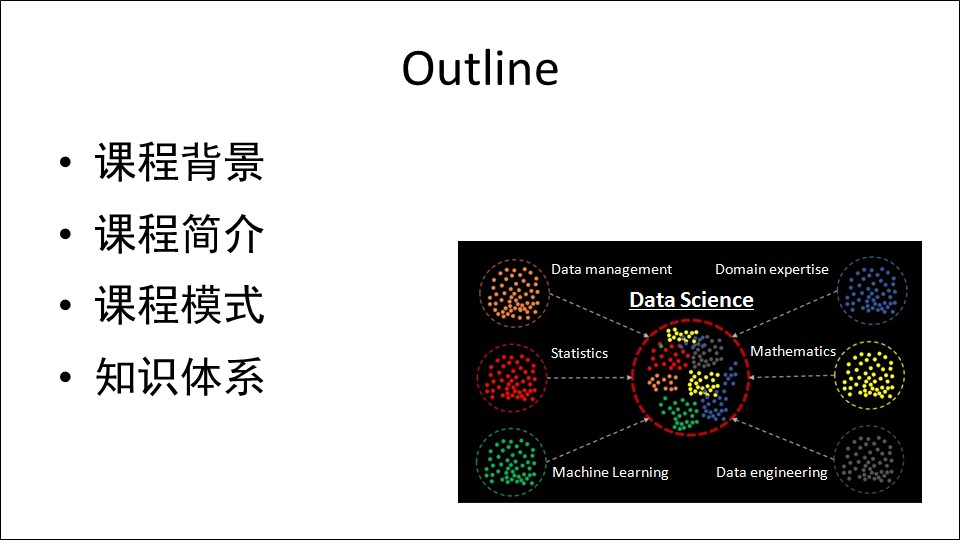 Outline
• 课程背景
• 课程简介
• 课程模式
• 知识体系
Data management
Domain expertise
Data Science
Statistics
Mathematics
Machine Learning
Data engineering